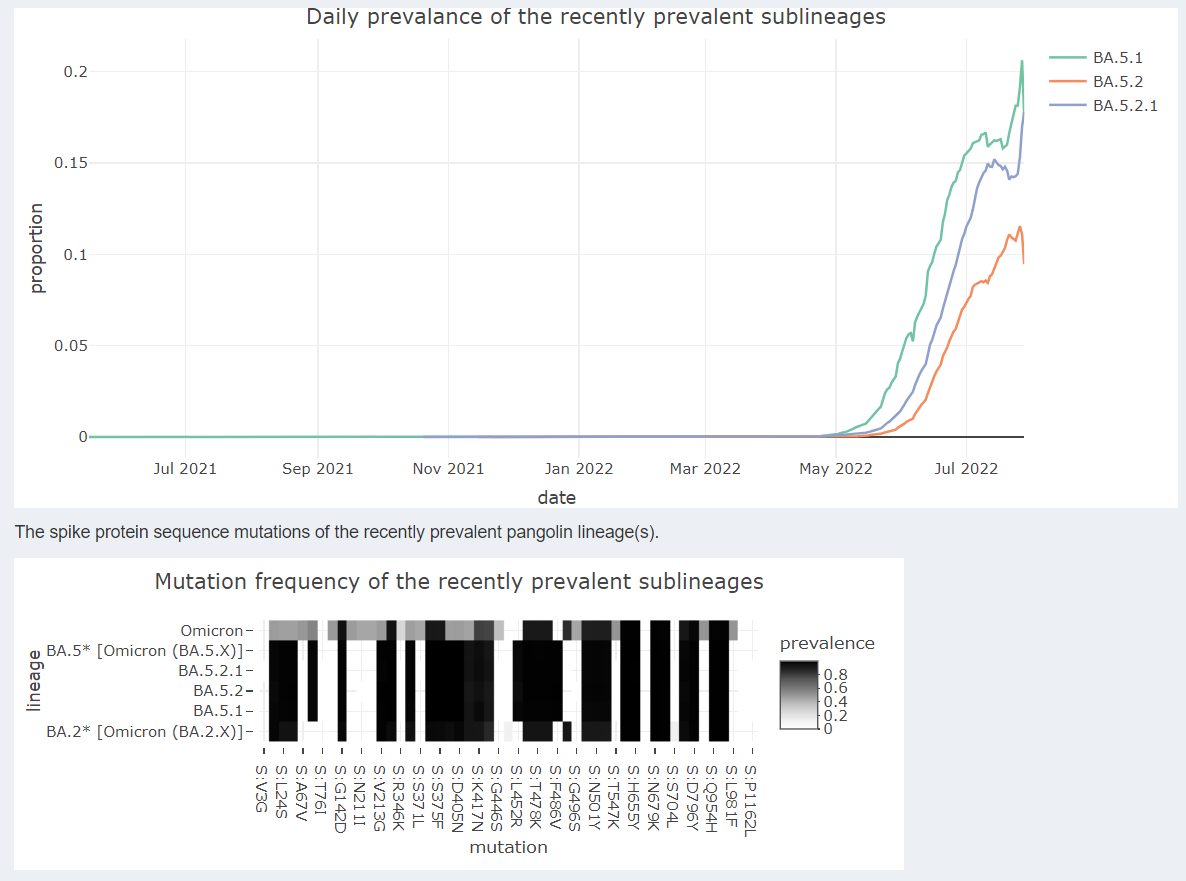 Daily prevalance of the recently prevalent sublineages
BA.5.1
BA.5.2
BA.5.2.1
proportion
0.2
0.15
0.1
0.05
0
Jul 2021 Sep 2021 Nov 2021 Jan 2022 Mar 2022 May 2022 Jul 2022
date
The spike protein sequence mutations of the recently prevalent pangolin lineage(s).
Mutation frequency of the recently prevalent sublineages
lineage
Omicron
BA.5* [Omicron (BA.5.X)]
BA.5.2.1
BA.5.2
BA.5.1
BA.2* [Omicron (BA.2.X)]
prevalence
0.8
0.6
0.4
0.2
0
S:V3G
S:L24S
S:A67V
S:T76I
S:G142D
S:N211I
S:V213G
S:R346K
S:S371L
S:S375F
S:D405N
S:K417N
S:G446S
S:L452R
S:T478K
S:F486V
S:G496S
S:N501Y
S:T547K
S:H655Y
S:N679K
S:S704L
S:D796Y
S:Q954H
S:L981F
S:P1162L
mutation